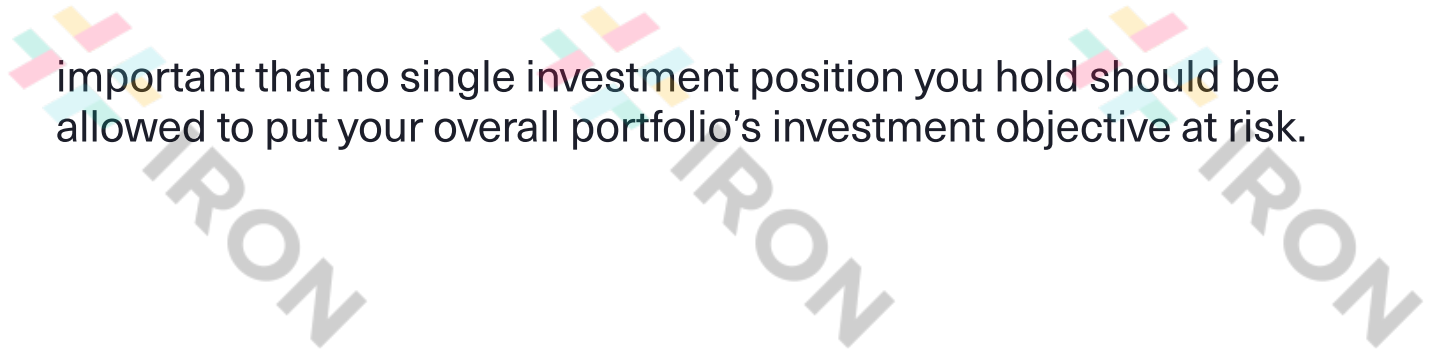 important that no single investment position you hold should be
allowed to put your overall portfolio’s investment objective at risk.
IRON IRON IRON